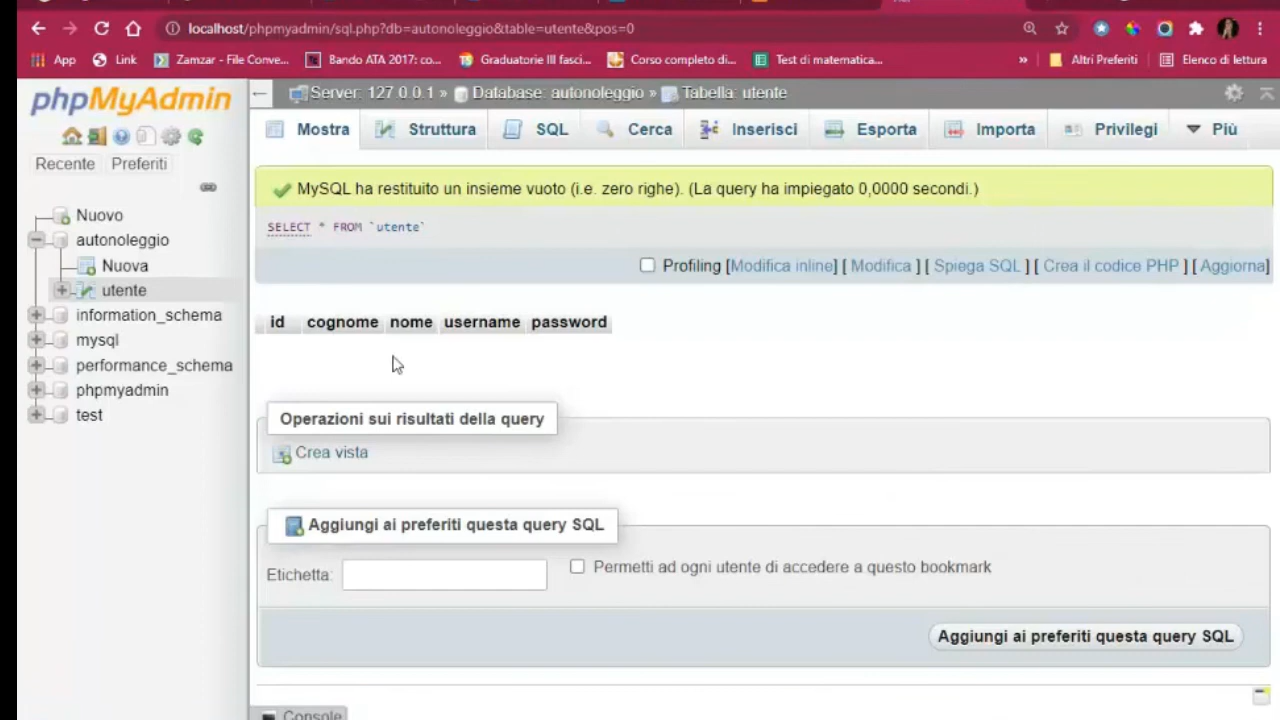 localhost/phpmyadmin/sql.php?db=autonoleggio&table=utente&pos=0
App Link Zamzar - File Conve... Bando ATA 2017: co... Graduatorie III fasci... Corso completo di... Test di matematica... » Altri Preferiti Elenco di lettura
phpMyAdmin
Recente Preferiti
Nuovo
autonoleggio
Nuova
utente
information_schema
mysql
performance_schema
phpmyadmin
test
Server: 127.0.0.1 » Database: autonoleggio » Tabella: utente
Mostra Struttura SQL Cerca Inserisci Esporta Importa Privilegi Più
MySQL ha restituito un insieme vuoto (i.e. zero righe). (La query ha impiegato 0,0000 secondi.)
SELECT * FROM `utente`
Profiling [Modifica inline] [ Modifica ] [ Spiega SQL ] [ Crea il codice PHP ] [ Aggiorna]
id cognome nome username password
Operazioni sui risultati della query
Crea vista
Aggiungi ai preferiti questa query SQL
Etichetta: Permetti ad ogni utente di accedere a questo bookmark
Aggiungi ai preferiti questa query SQL
Console